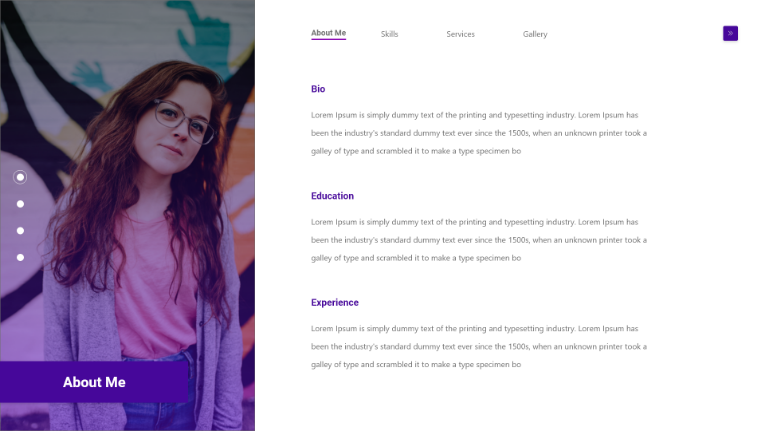 About Me
Skills
Services
Gallery
»
Bio
Lorem Ipsum is simply dummy text of the printing and typesetting industry. Lorem Ipsum has
been the industry's standard dummy text ever since the 1500s, when an unknown printer took a
galley of type and scrambled it to make a type specimen bo
Education
Lorem Ipsum is simply dummy text of the printing and typesetting industry. Lorem Ipsum has
been the industry's standard dummy text ever since the 1500s, when an unknown printer took a
galley of type and scrambled it to make a type specimen bo
Experience
Lorem Ipsum is simply dummy text of the printing and typesetting industry. Lorem Ipsum has
been the industry's standard dummy text ever since the 1500s, when an unknown printer took a
galley of type and scrambled it to make a type specimen bo
About Me